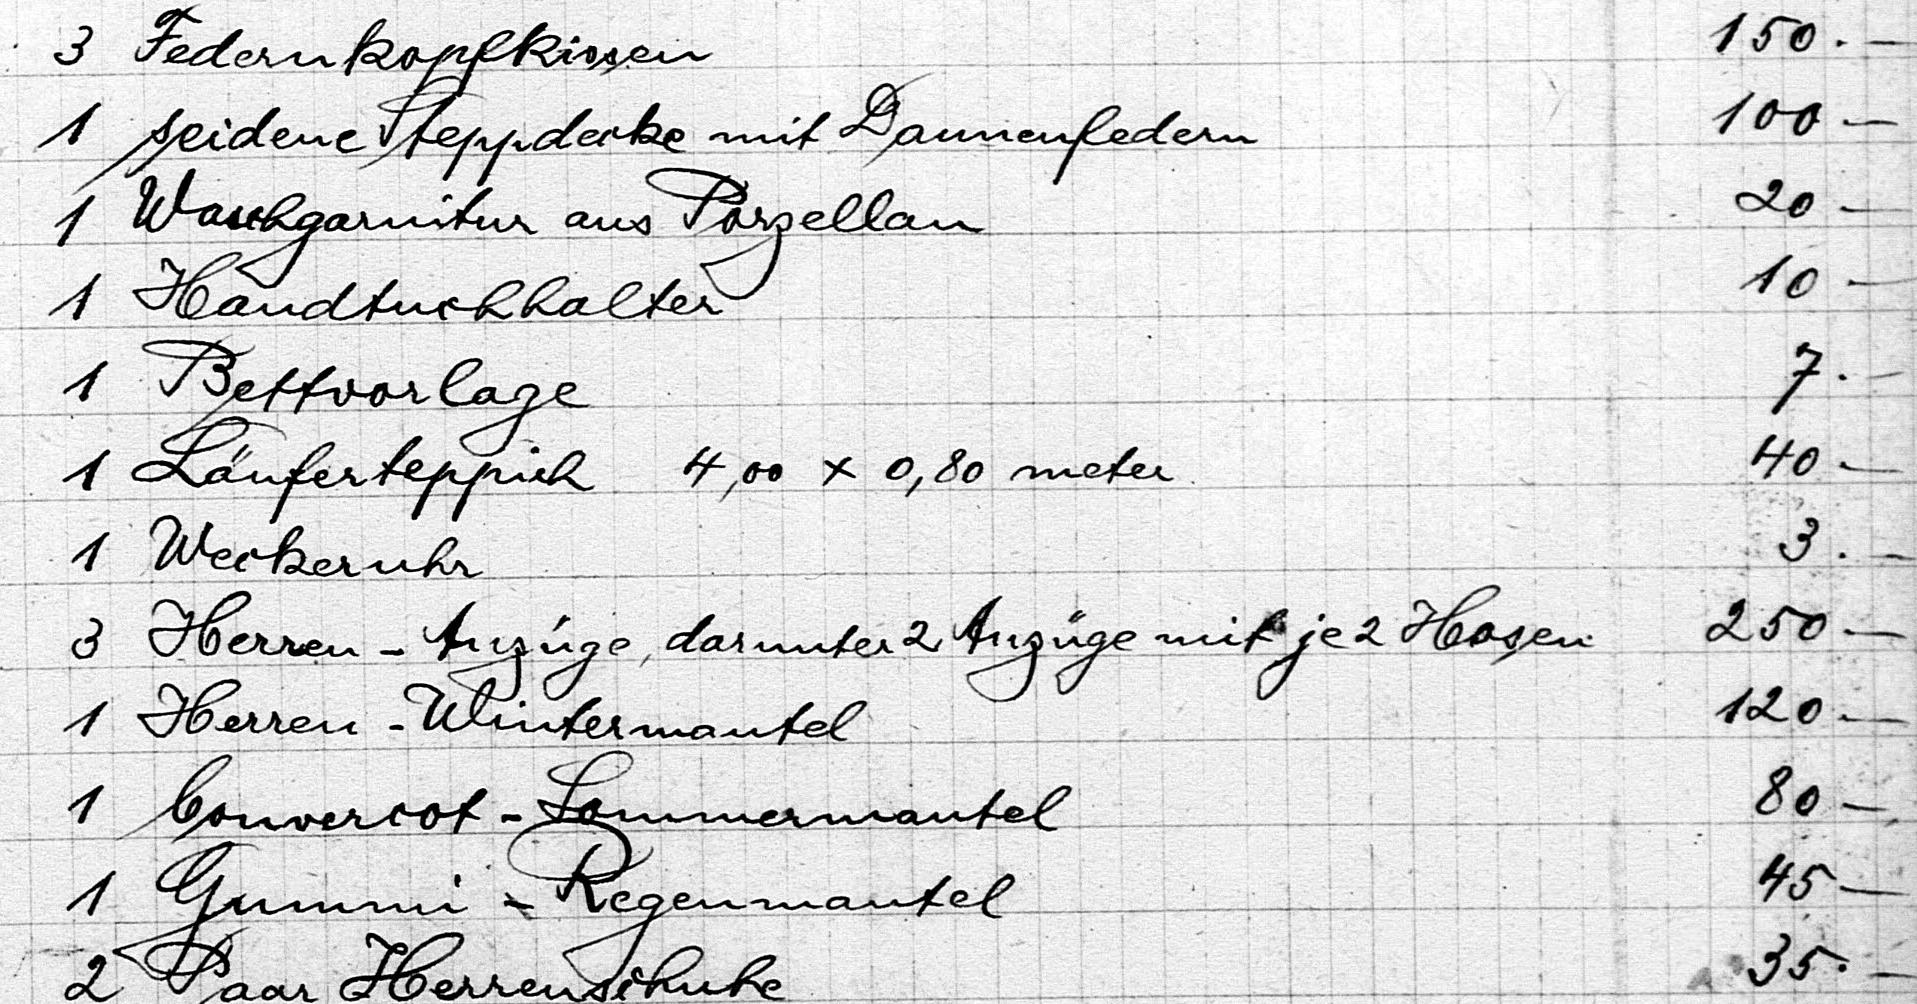 3 Federnkopfkissen 150.—
1 seidene Steppdecke mit Daunenfedern 100—
1 Waschgarnitur aus Porzellan 20—
1 Handtuchhalter 10—
1 Bettvorlage 7.—
1 Läuferteppich 4,00 x 0,80 meter 40—
1 Weckeruhr 3.—
3 Herren-Anzüge, darunter 2 Anzüge mit je 2 Hosen 250—
1 Herren-Wintermantel 120—
1 Convercot-Sommermantel 80—
1 Gummi-Regenmantel 45—
2 Paar Herrenschuhe 35.—